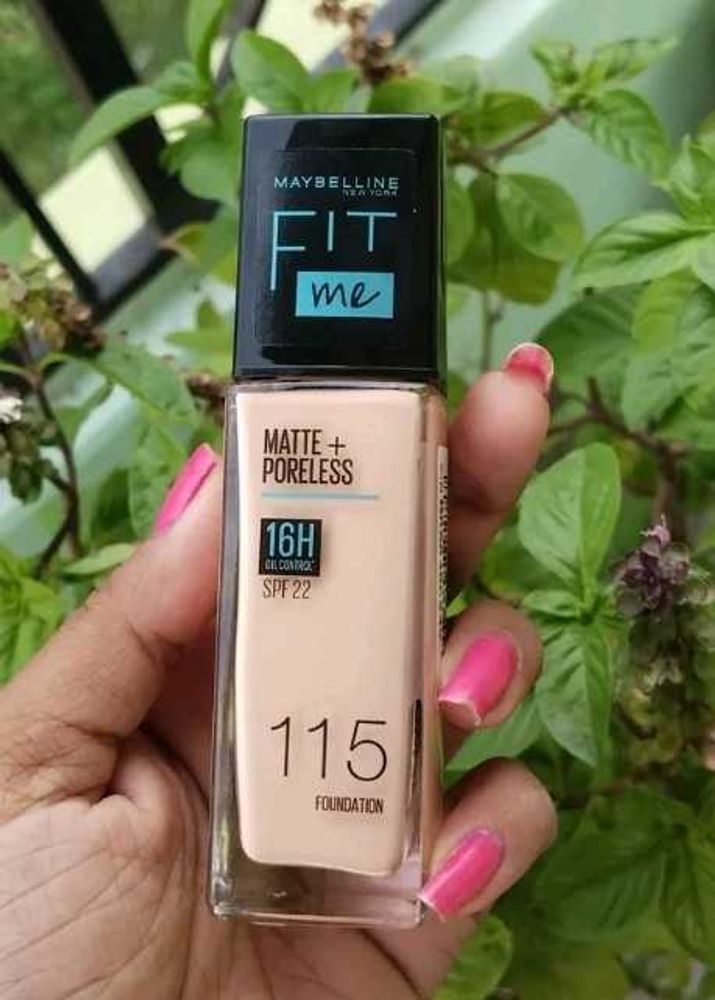 MAYBELLINE
NEW YORK
FIT
me
MATTE +
PORELESS
16H
OIL CONTROL
SPF 22
115
FOUNDATION